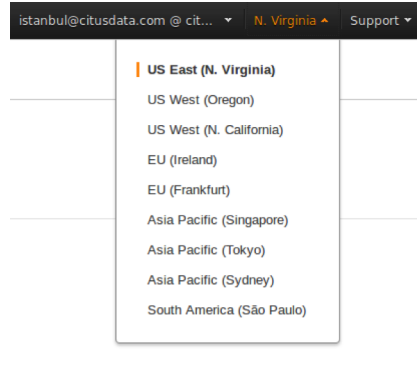 istanbul@citusdata.com @ cit... N. Virginia Support
US East (N. Virginia)
US West (Oregon)
US West (N. California)
EU (Ireland)
EU (Frankfurt)
Asia Pacific (Singapore)
Asia Pacific (Tokyo)
Asia Pacific (Sydney)
South America (São Paulo)